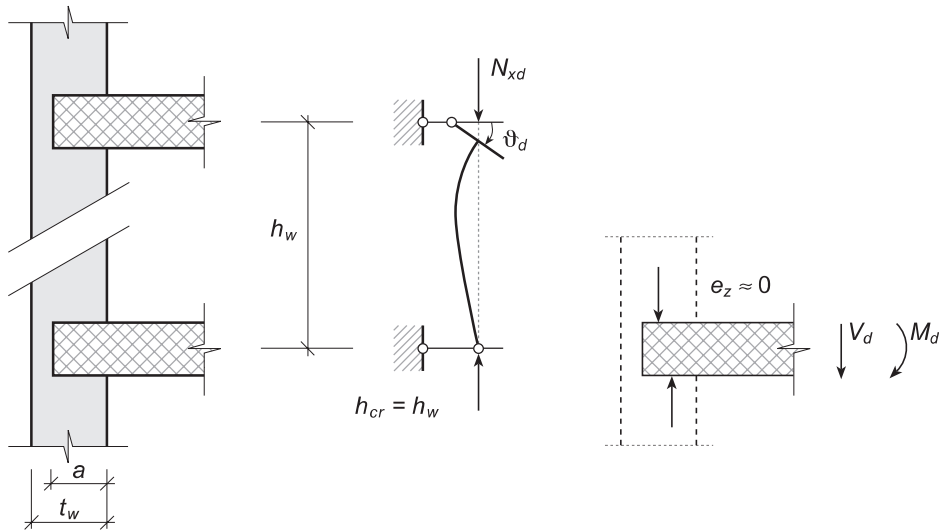 N_xd
ϑ_d
h_w
e_z ≈ 0
V_d
M_d
h_cr = h_w
a
t_w